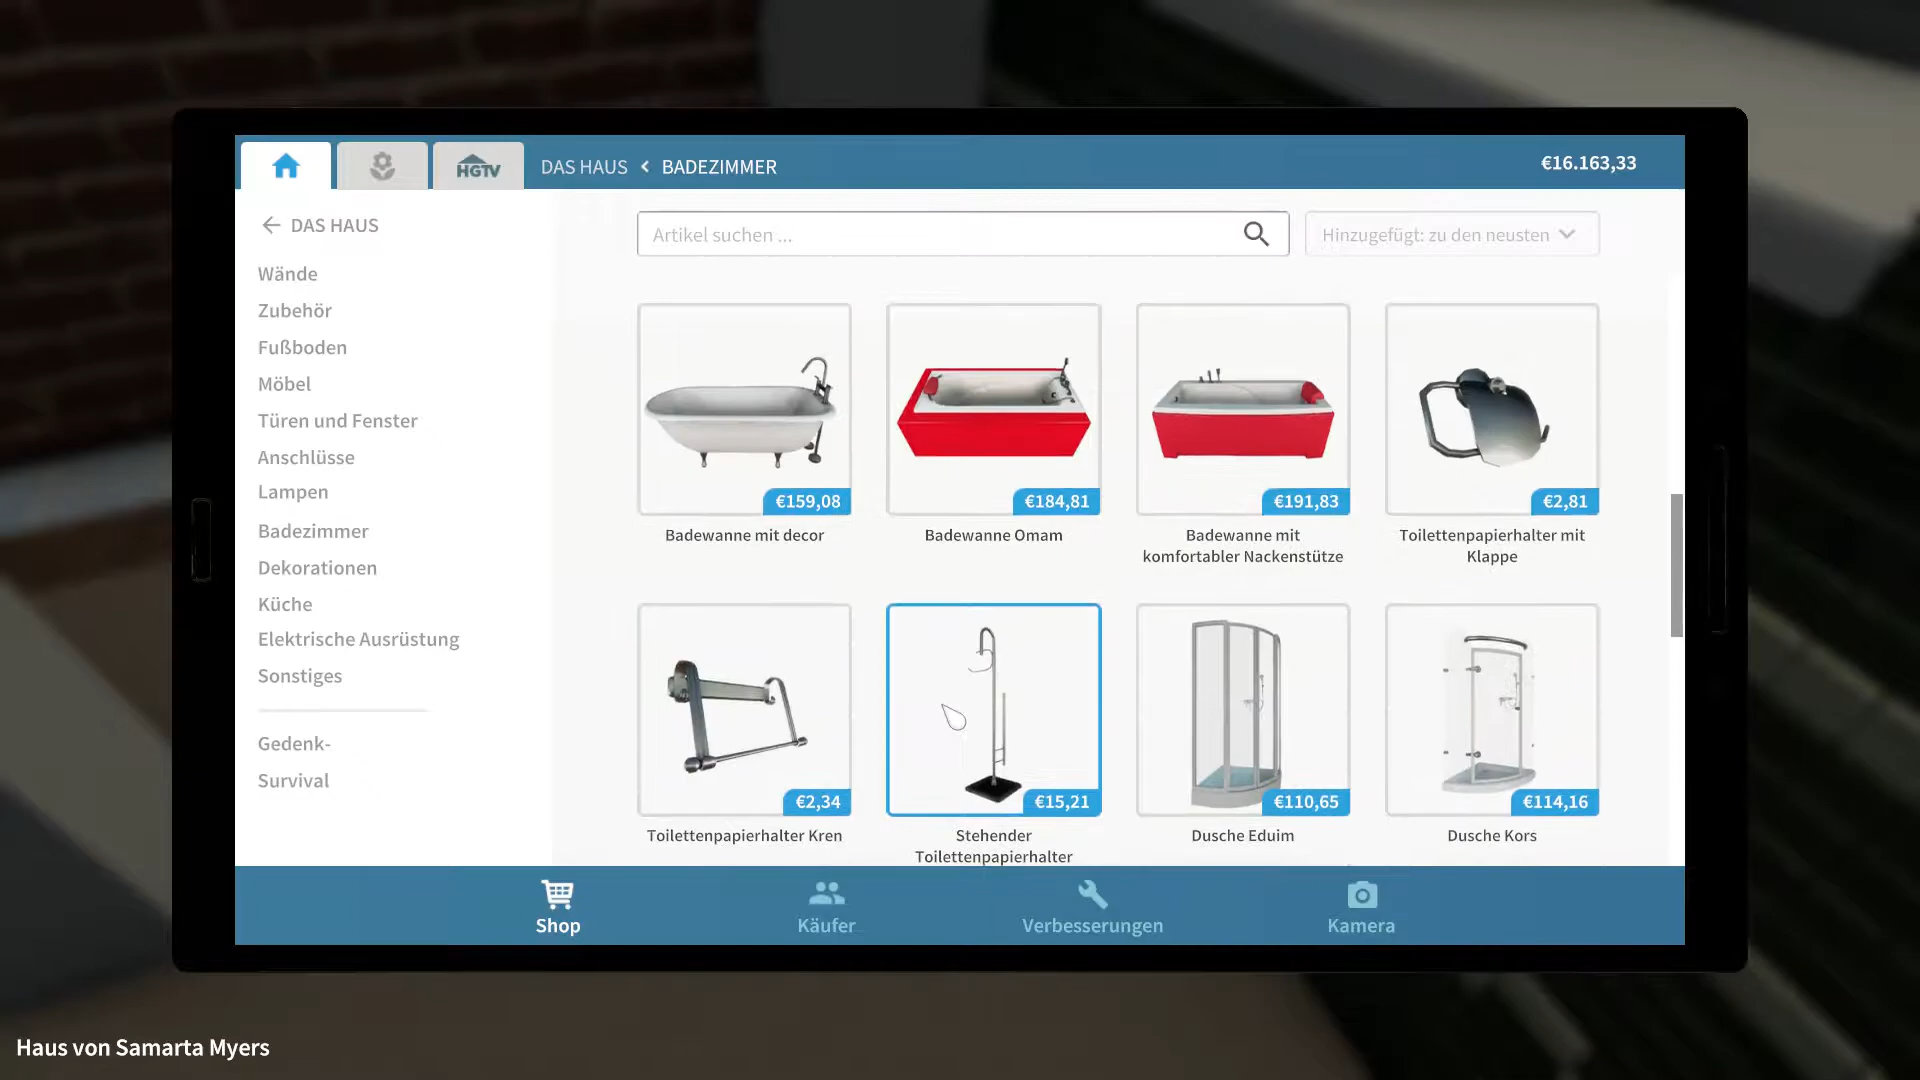 HGTV
DAS HAUS < BADEZIMMER
€16.163,33
DAS HAUS
Wände
Zubehör
Fußboden
Möbel
Türen und Fenster
Anschlüsse
Lampen
Badezimmer
Dekorationen
Küche
Elektrische Ausrüstung
Sonstiges
Gedenk-
Survival
Artikel suchen ...
Hinzugefügt: zu den neusten
€159,08
€184,81
€191,83
€2,81
Badewanne mit decor
Badewanne Omam
Badewanne mit
komfortabler Nackenstütze
Toilettenpapierhalter mit
Klappe
€2,34
€15,21
€110,65
€114,16
Toilettenpapierhalter Kren
Stehender
Toilettenpapierhalter
Dusche Eduim
Dusche Kors
Shop
Käufer
Verbesserungen
Kamera
Haus von Samarta Myers